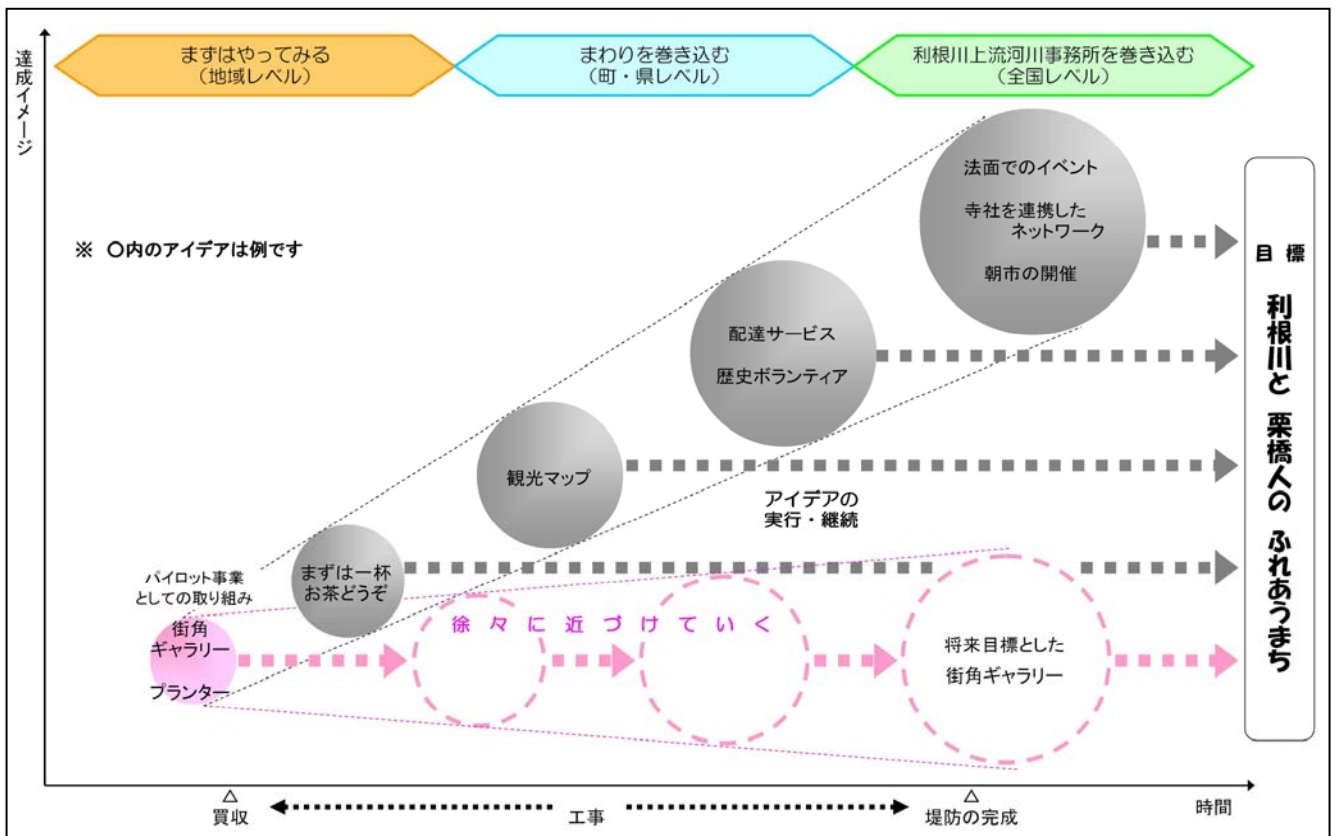 達成イメージ
まずはやってみる
（地域レベル）
まわりを巻き込む
（町・県レベル）
利根川上流河川事務所を巻き込む
（全国レベル）
※ 〇内のアイデアは例です
法面でのイベント
寺社を連携した
ネットワーク
朝市の開催
配達サービス
歴史ボランティア
観光マップ
アイデアの
実行・継続
まずは一杯
お茶どうぞ
パイロット事業
としての取り組み
街角
ギャラリー
プランター
徐々に近づけていく
将来目標とした
街角ギャラリー
目標
利根川と 栗橋人の ふれあうまち
買収
工事
堤防の完成
時間